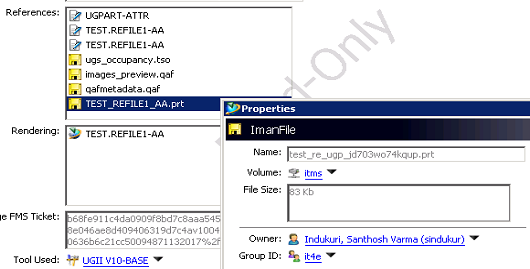 References:
UGPART-ATTR
TEST.REFILE1-AA
TEST.REFILE1-AA
ugs_occupancy.tso
images_preview.qaf
qafmetadata.qaf
TEST_REFILE1_AA.prt
d-Only
Properties
Rendering:
TEST.REFILE1-AA
ImanFile
Name:
test_re_ugp_jd703wo74kqup.prt
Volume:
itms
File Size:
83 Kb
ge FMS Ticket:
b68fe911c4da0909f8bd7c8aaa545
8e046ae8d409406319d7c4av10044
0636b6c21cc50094871132017%2f
Owner:
Indukuri, Santhosh Varma (sindukur)
Tool Used:
UGII V10-BASE
Group ID:
it4e